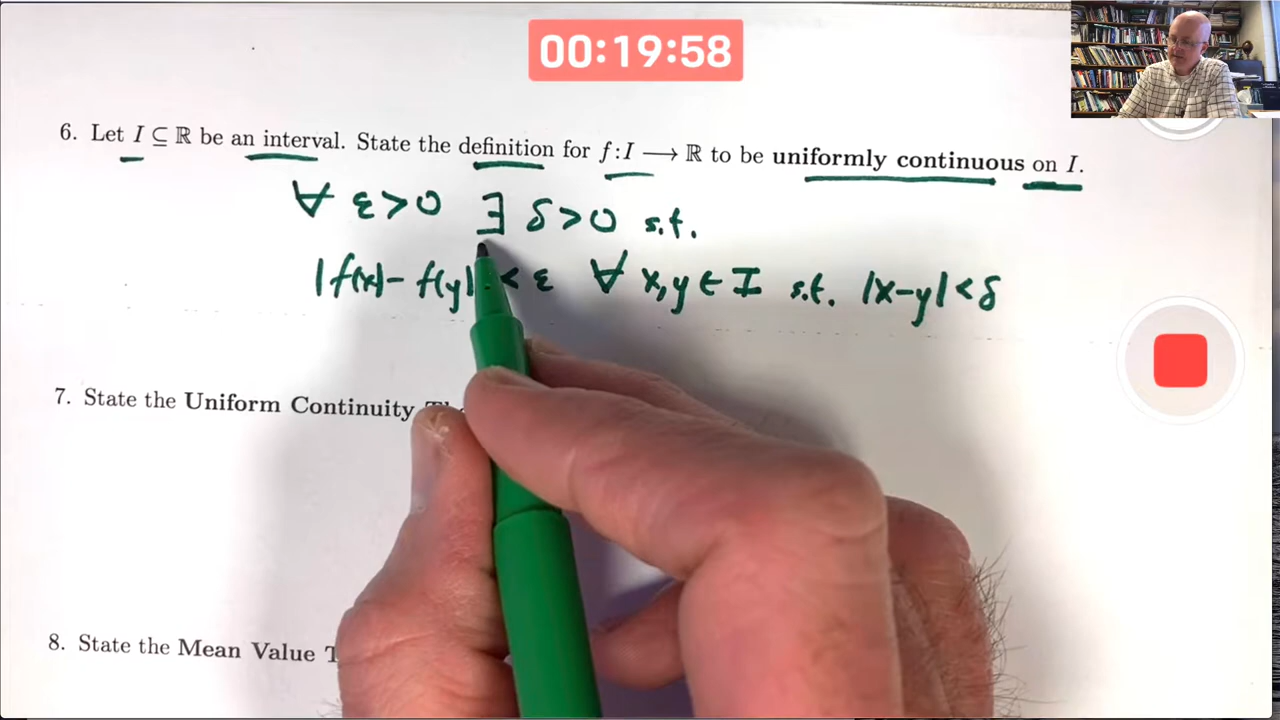 00:19:58
6. Let I ⊆ ℝ be an interval. State the definition for f : I ⟶ ℝ to be uniformly continuous on I.
∀ ε>0 ∃ δ>0 s.t.
|f(x)- f(y)| < ε ∀ x,y ∈ I s.t. |x-y|<δ
7. State the Uniform Continuity
8. State the Mean Value